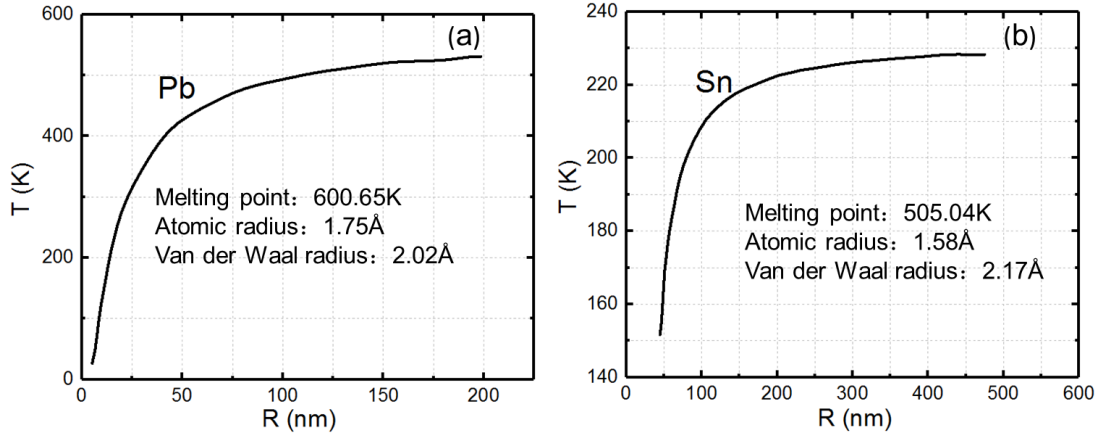 (a)
Pb
Melting point：600.65K
Atomic radius：1.75Å
Van der Waal radius：2.02Å
T (K)
600
400
200
0
0 50 100 150 200
R (nm)
(b)
Sn
Melting point：505.04K
Atomic radius：1.58Å
Van der Waal radius：2.17Å
T (K)
240
220
200
180
160
140
0 100 200 300 400 500 600
R (nm)